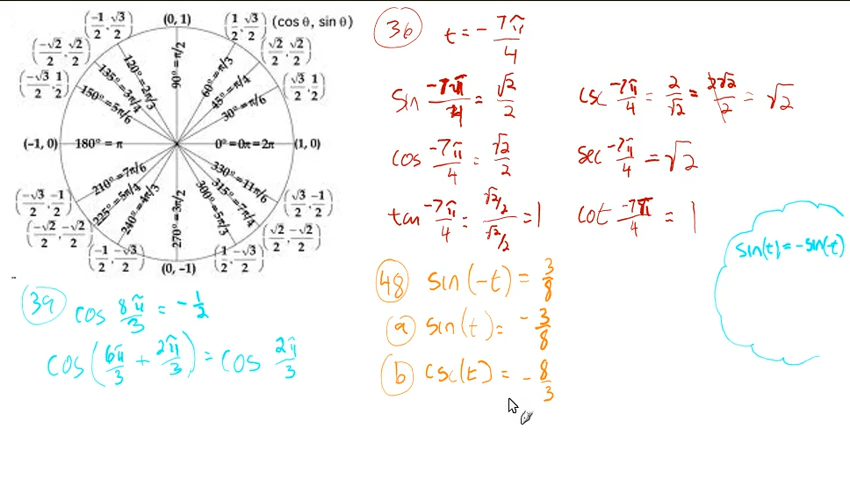 (0, 1)
(cos θ, sin θ)
(-1/2, √3/2)
(1/2, √3/2)
(-√2/2, √2/2)
(√2/2, √2/2)
(-√3/2, 1/2)
(√3/2, 1/2)
120° = 2π/3
90° = π/2
60° = π/3
135° = 3π/4
45° = π/4
150° = 5π/6
30° = π/6
(-1, 0)
180° = π
0° = 0π = 2π
(1, 0)
210° = 7π/6
330° = 11π/6
225° = 5π/4
315° = 7π/4
240° = 4π/3
270° = 3π/2
300° = 5π/3
(-√3/2, -1/2)
(√3/2, -1/2)
(-√2/2, -√2/2)
(√2/2, -√2/2)
(-1/2, -√3/2)
(1/2, -√3/2)
(0, -1)
39 cos 8π/3 = -1/2
cos(6π/3 + 2π/3) = cos 2π/3
36 t = -7π/4
sin -7π/4 = √2/2
csc -7π/4 = 2/√2 = 2√2/2 = √2
cos -7π/4 = √2/2
sec -7π/4 = √2
tan -7π/4 = √2/2 / √2/2 = 1
cot -7π/4 = 1
48 sin(-t) = 3/8
a sin(t) = -3/8
b csc(t) = -8/3
sin(t) = -sin(-t)